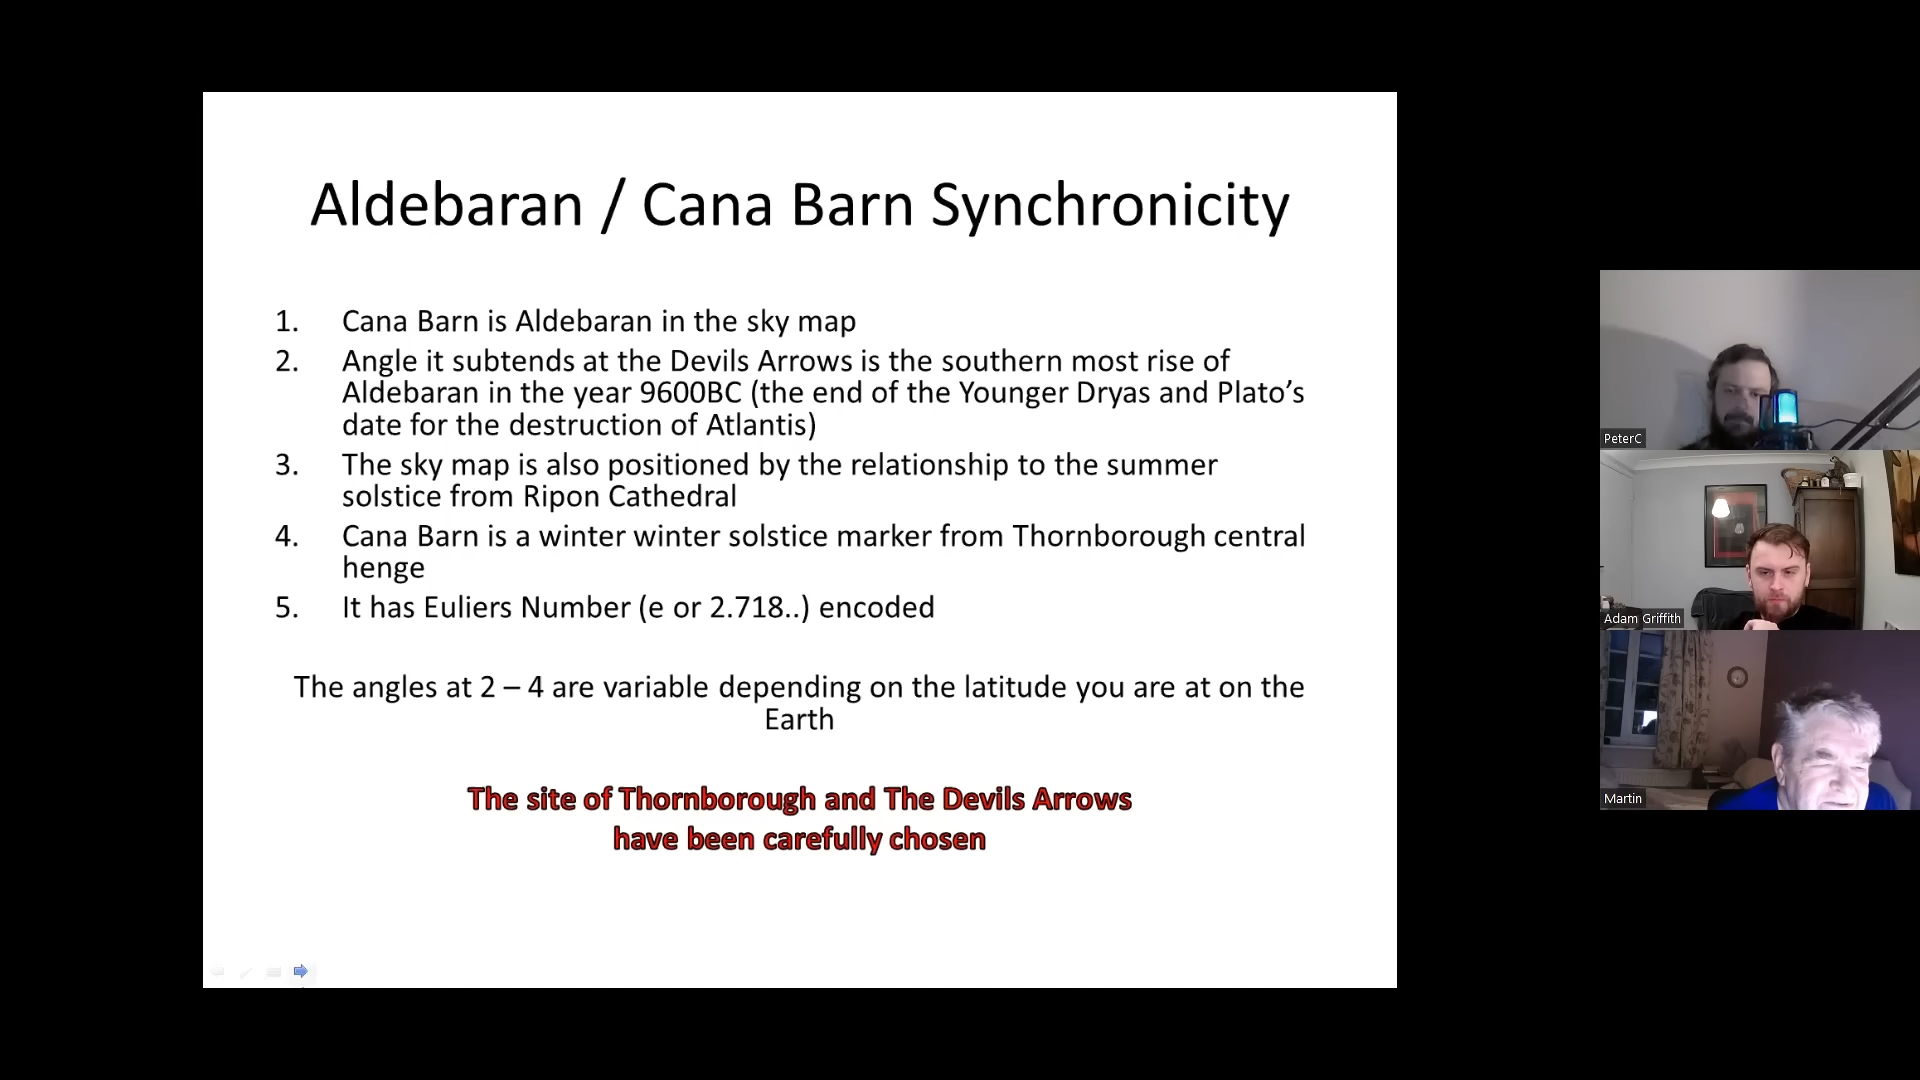 Aldebaran / Cana Barn Synchronicity
1. Cana Barn is Aldebaran in the sky map
2. Angle it subtends at the Devils Arrows is the southern most rise of
Aldebaran in the year 9600BC (the end of the Younger Dryas and Plato’s
date for the destruction of Atlantis)
3. The sky map is also positioned by the relationship to the summer
solstice from Ripon Cathedral
4. Cana Barn is a winter winter solstice marker from Thornborough central
henge
5. It has Euliers Number (e or 2.718..) encoded
The angles at 2 – 4 are variable depending on the latitude you are at on the
Earth
The site of Thornborough and The Devils Arrows
have been carefully chosen
PeterC
Adam Griffith
Martin